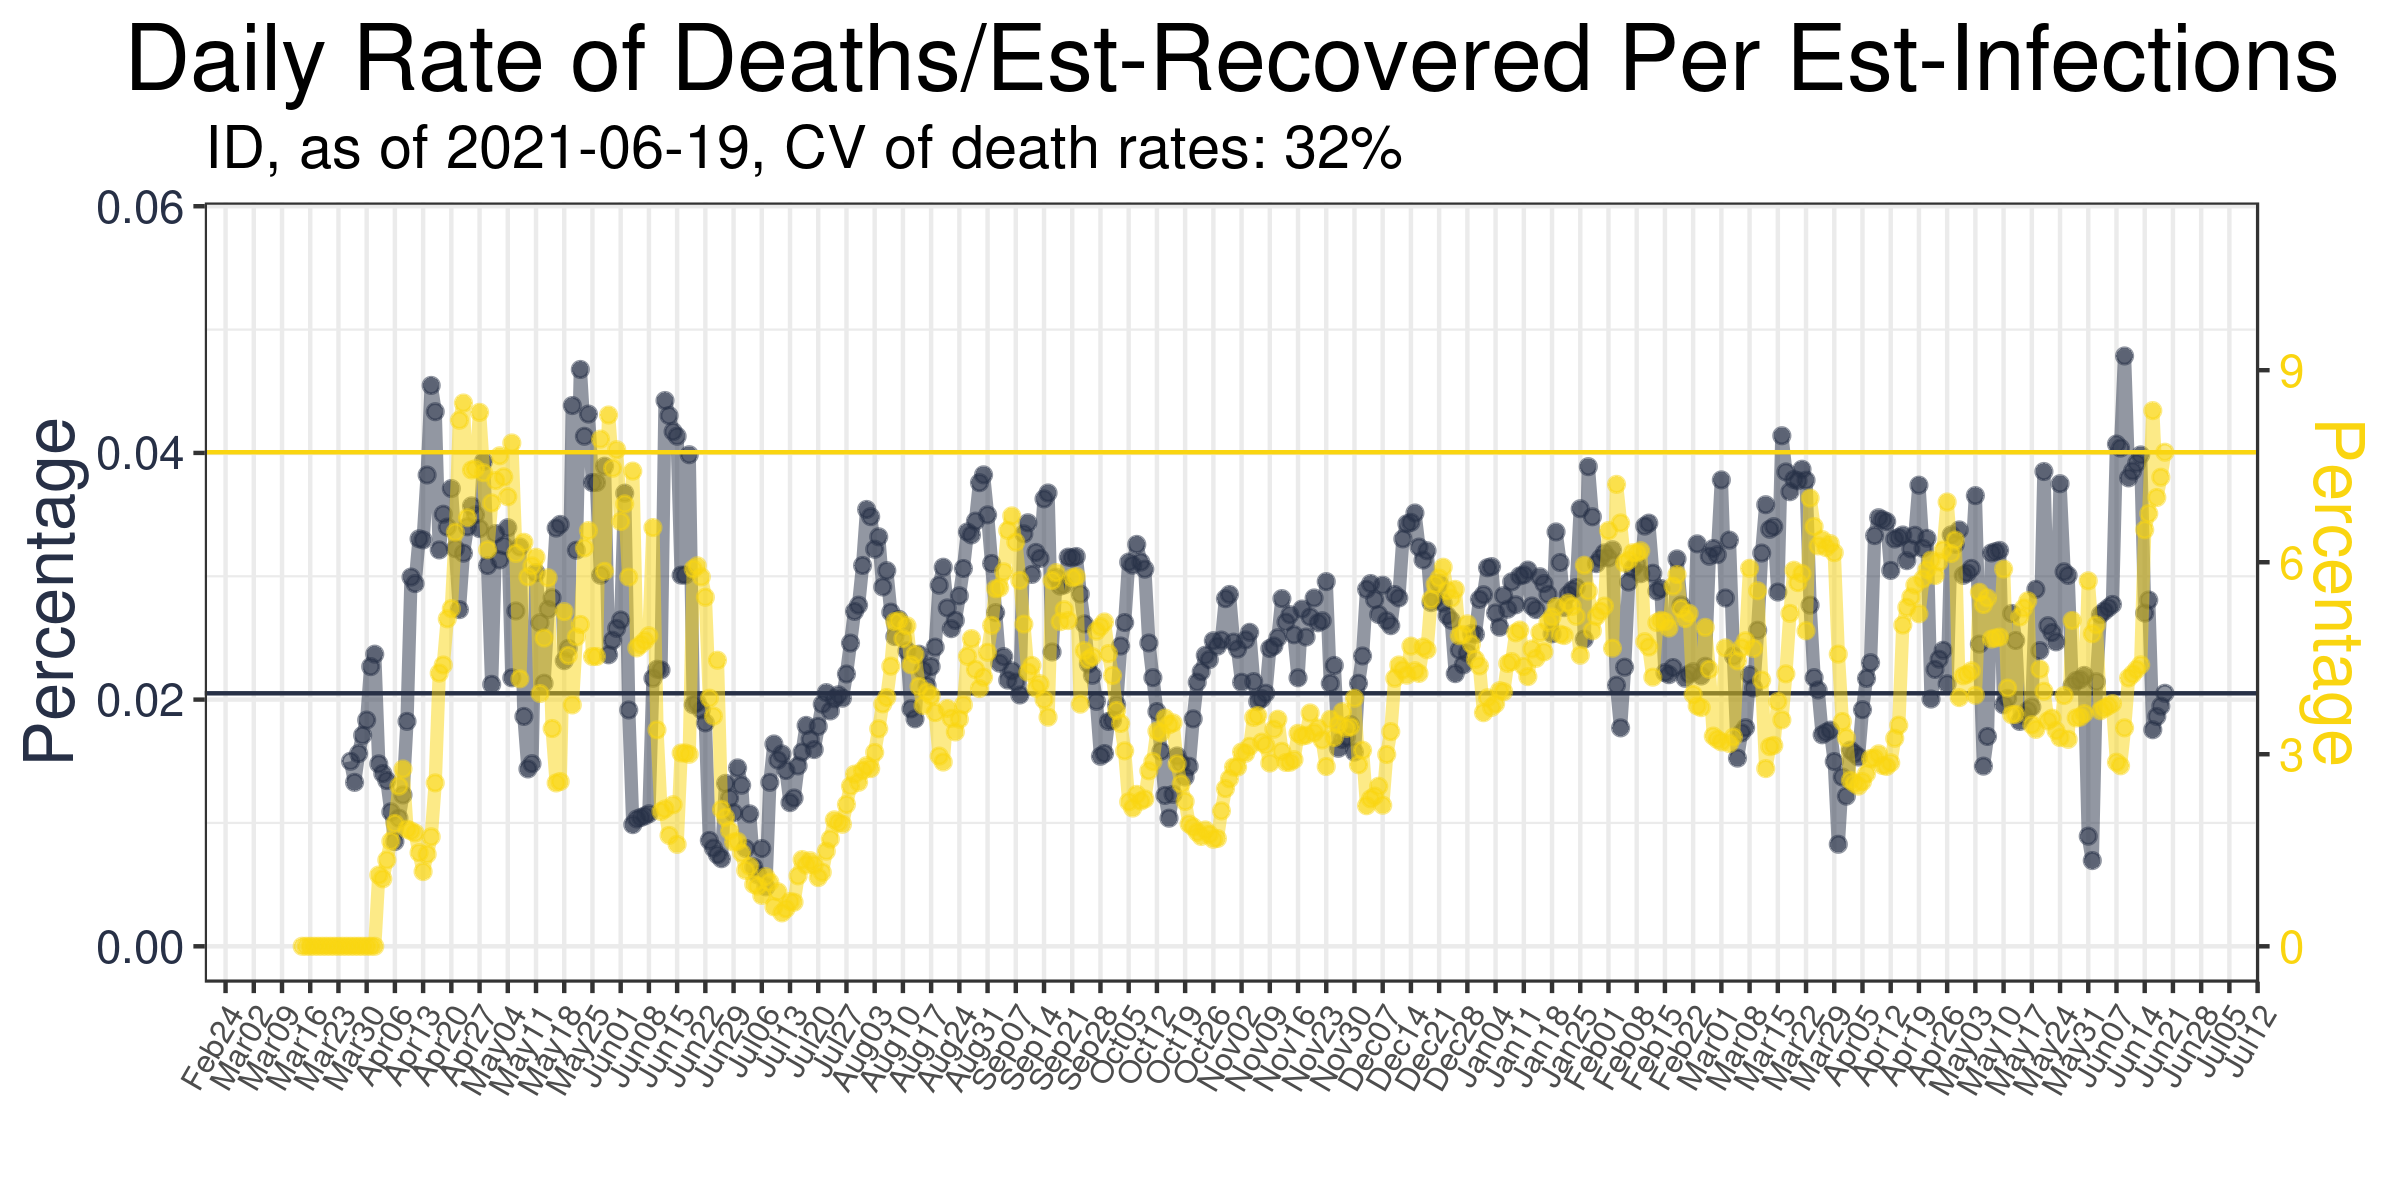 Daily Rate of Deaths/Est-Recovered Per Est-Infections
ID, as of 2021-06-19, CV of death rates: 32%
Percentage
0.06
0.04
0.02
0.00
9
6
3
0
Percentage
Feb24
Mar02
Mar09
Mar16
Mar23
Mar30
Apr06
Apr13
Apr20
Apr27
May04
May11
May18
May25
Jun01
Jun08
Jun15
Jun22
Jun29
Jul06
Jul13
Jul20
Jul27
Aug03
Aug10
Aug17
Aug24
Aug31
Sep07
Sep14
Sep21
Sep28
Oct05
Oct12
Oct19
Oct26
Nov02
Nov09
Nov16
Nov23
Nov30
Dec07
Dec14
Dec21
Dec28
Jan04
Jan11
Jan18
Jan25
Feb01
Feb08
Feb15
Feb22
Mar01
Mar08
Mar15
Mar22
Mar29
Apr05
Apr12
Apr19
Apr26
May03
May10
May17
May24
May31
Jun07
Jun14
Jun21
Jun28
Jul05
Jul12